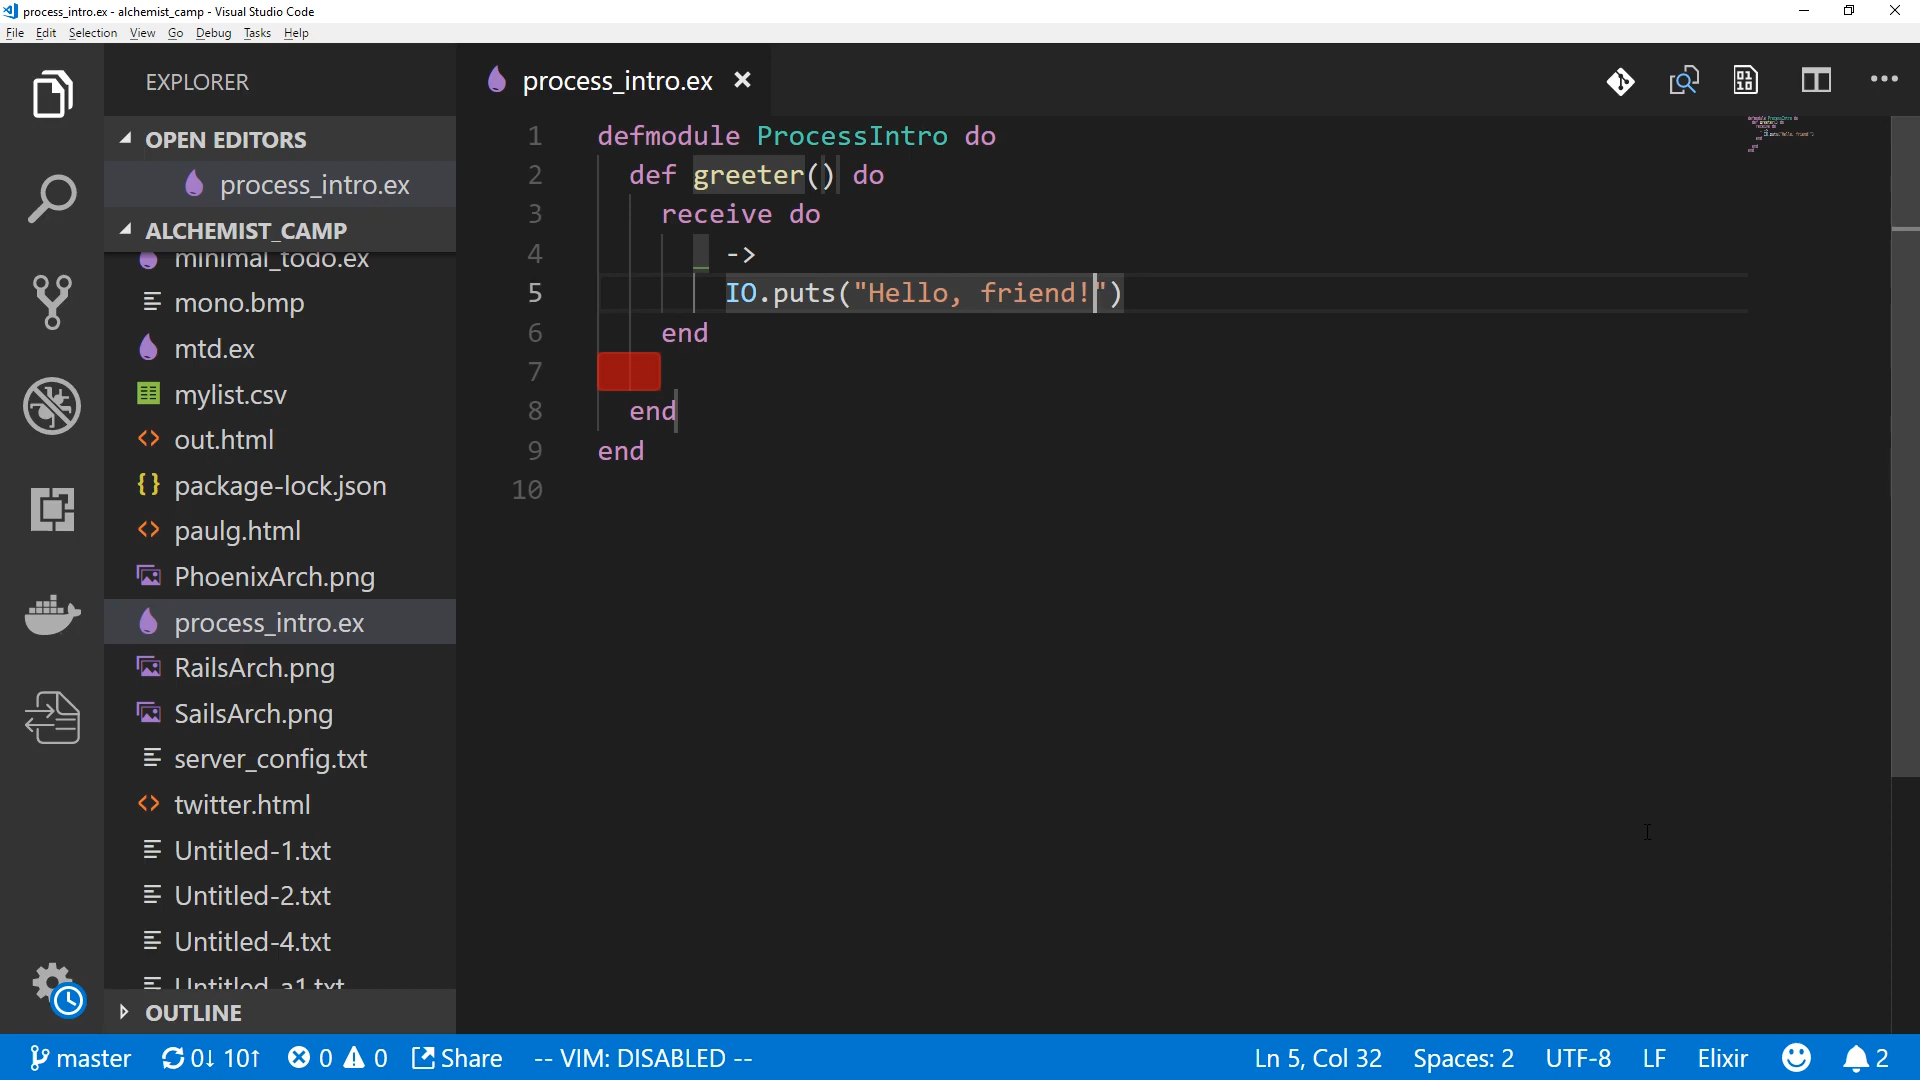 process_intro.ex - alchemist_camp - Visual Studio Code
File Edit Selection View Go Debug Tasks Help
EXPLORER
OPEN EDITORS
process_intro.ex
ALCHEMIST_CAMP
minimal_todo.ex
mono.bmp
mtd.ex
mylist.csv
out.html
package-lock.json
paulg.html
PhoenixArch.png
process_intro.ex
RailsArch.png
SailsArch.png
server_config.txt
twitter.html
Untitled-1.txt
Untitled-2.txt
Untitled-4.txt
Untitled_a1.txt
OUTLINE
process_intro.ex
1 defmodule ProcessIntro do
2 def greeter() do
3 receive do
4 _ ->
5 IO.puts("Hello, friend!")
6 end
7
8 end
9 end
10
master 0↓ 10↑ 0 0 Share -- VIM: DISABLED -- Ln 5, Col 32 Spaces: 2 UTF-8 LF Elixir 2